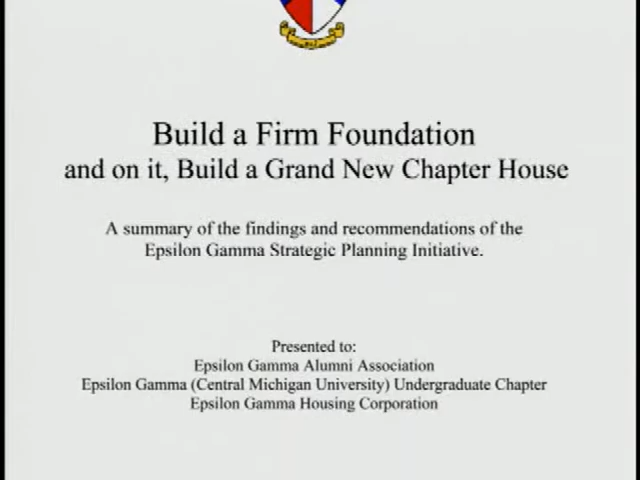 Build a Firm Foundation
and on it, Build a Grand New Chapter House
A summary of the findings and recommendations of the
Epsilon Gamma Strategic Planning Initiative.
Presented to:
Epsilon Gamma Alumni Association
Epsilon Gamma (Central Michigan University) Undergraduate Chapter
Epsilon Gamma Housing Corporation